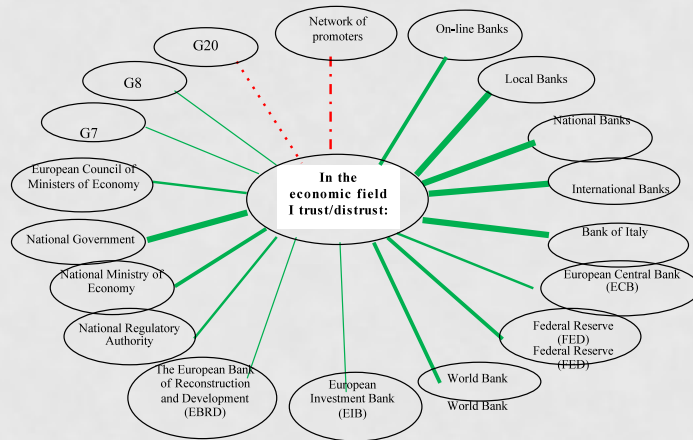 Network of
promoters
On-line Banks
G20
Local Banks
G8
National Banks
G7
In the
economic field
I trust/distrust:
European Council of
Ministers of Economy
International Banks
National Government
Bank of Italy
National Ministry of
Economy
European Central Bank
(ECB)
National Regulatory
Authority
Federal Reserve
(FED)
Federal Reserve
(FED)
The European Bank
of Reconstruction
and Development
(EBRD)
European
Investment Bank
(EIB)
World Bank
World Bank